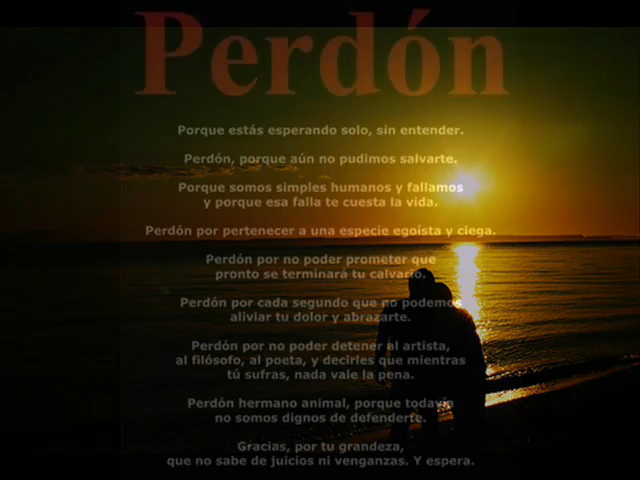 Perdón
Porque estás esperando solo, sin entender.
Perdón, porque aún no pudimos salvarte.
Porque somos simples humanos y fallamos
y porque esa falla te cuesta la vida.
Perdón por pertenecer a una especie egoísta y ciega.
Perdón por no poder prometer que
pronto se terminará tu calvario.
Perdón por cada segundo que no podemos
aliviar tu dolor y abrazarte.
Perdón por no poder detener al artista,
al filósofo, al poeta, y decirles que mientras
tú sufras, nada vale la pena.
Perdón hermano animal, porque todavía
no somos dignos de defenderte.
Gracias, por tu grandeza,
que no sabe de juicios ni venganzas. Y espera.